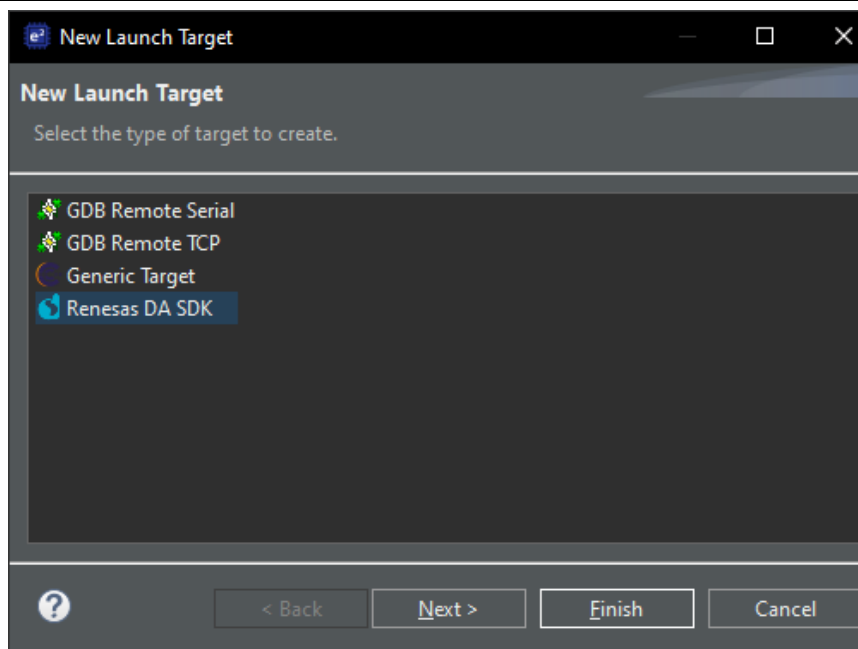 e² New Launch Target
New Launch Target
Select the type of target to create.
GDB Remote Serial
GDB Remote TCP
Generic Target
Renesas DA SDK
? < Back Next > Finish Cancel